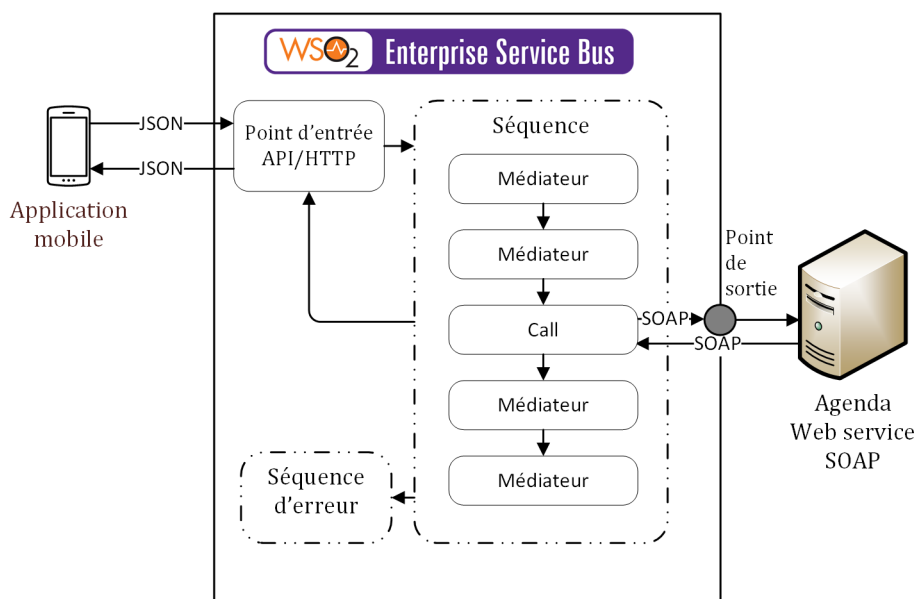 WSO2 Enterprise Service Bus
JSON
JSON
Application
mobile
Point d'entrée
API/HTTP
Séquence
Médiateur
Médiateur
Call
Médiateur
Médiateur
SOAP
SOAP
Point
de
sortie
Agenda
Web service
SOAP
Séquence
d'erreur